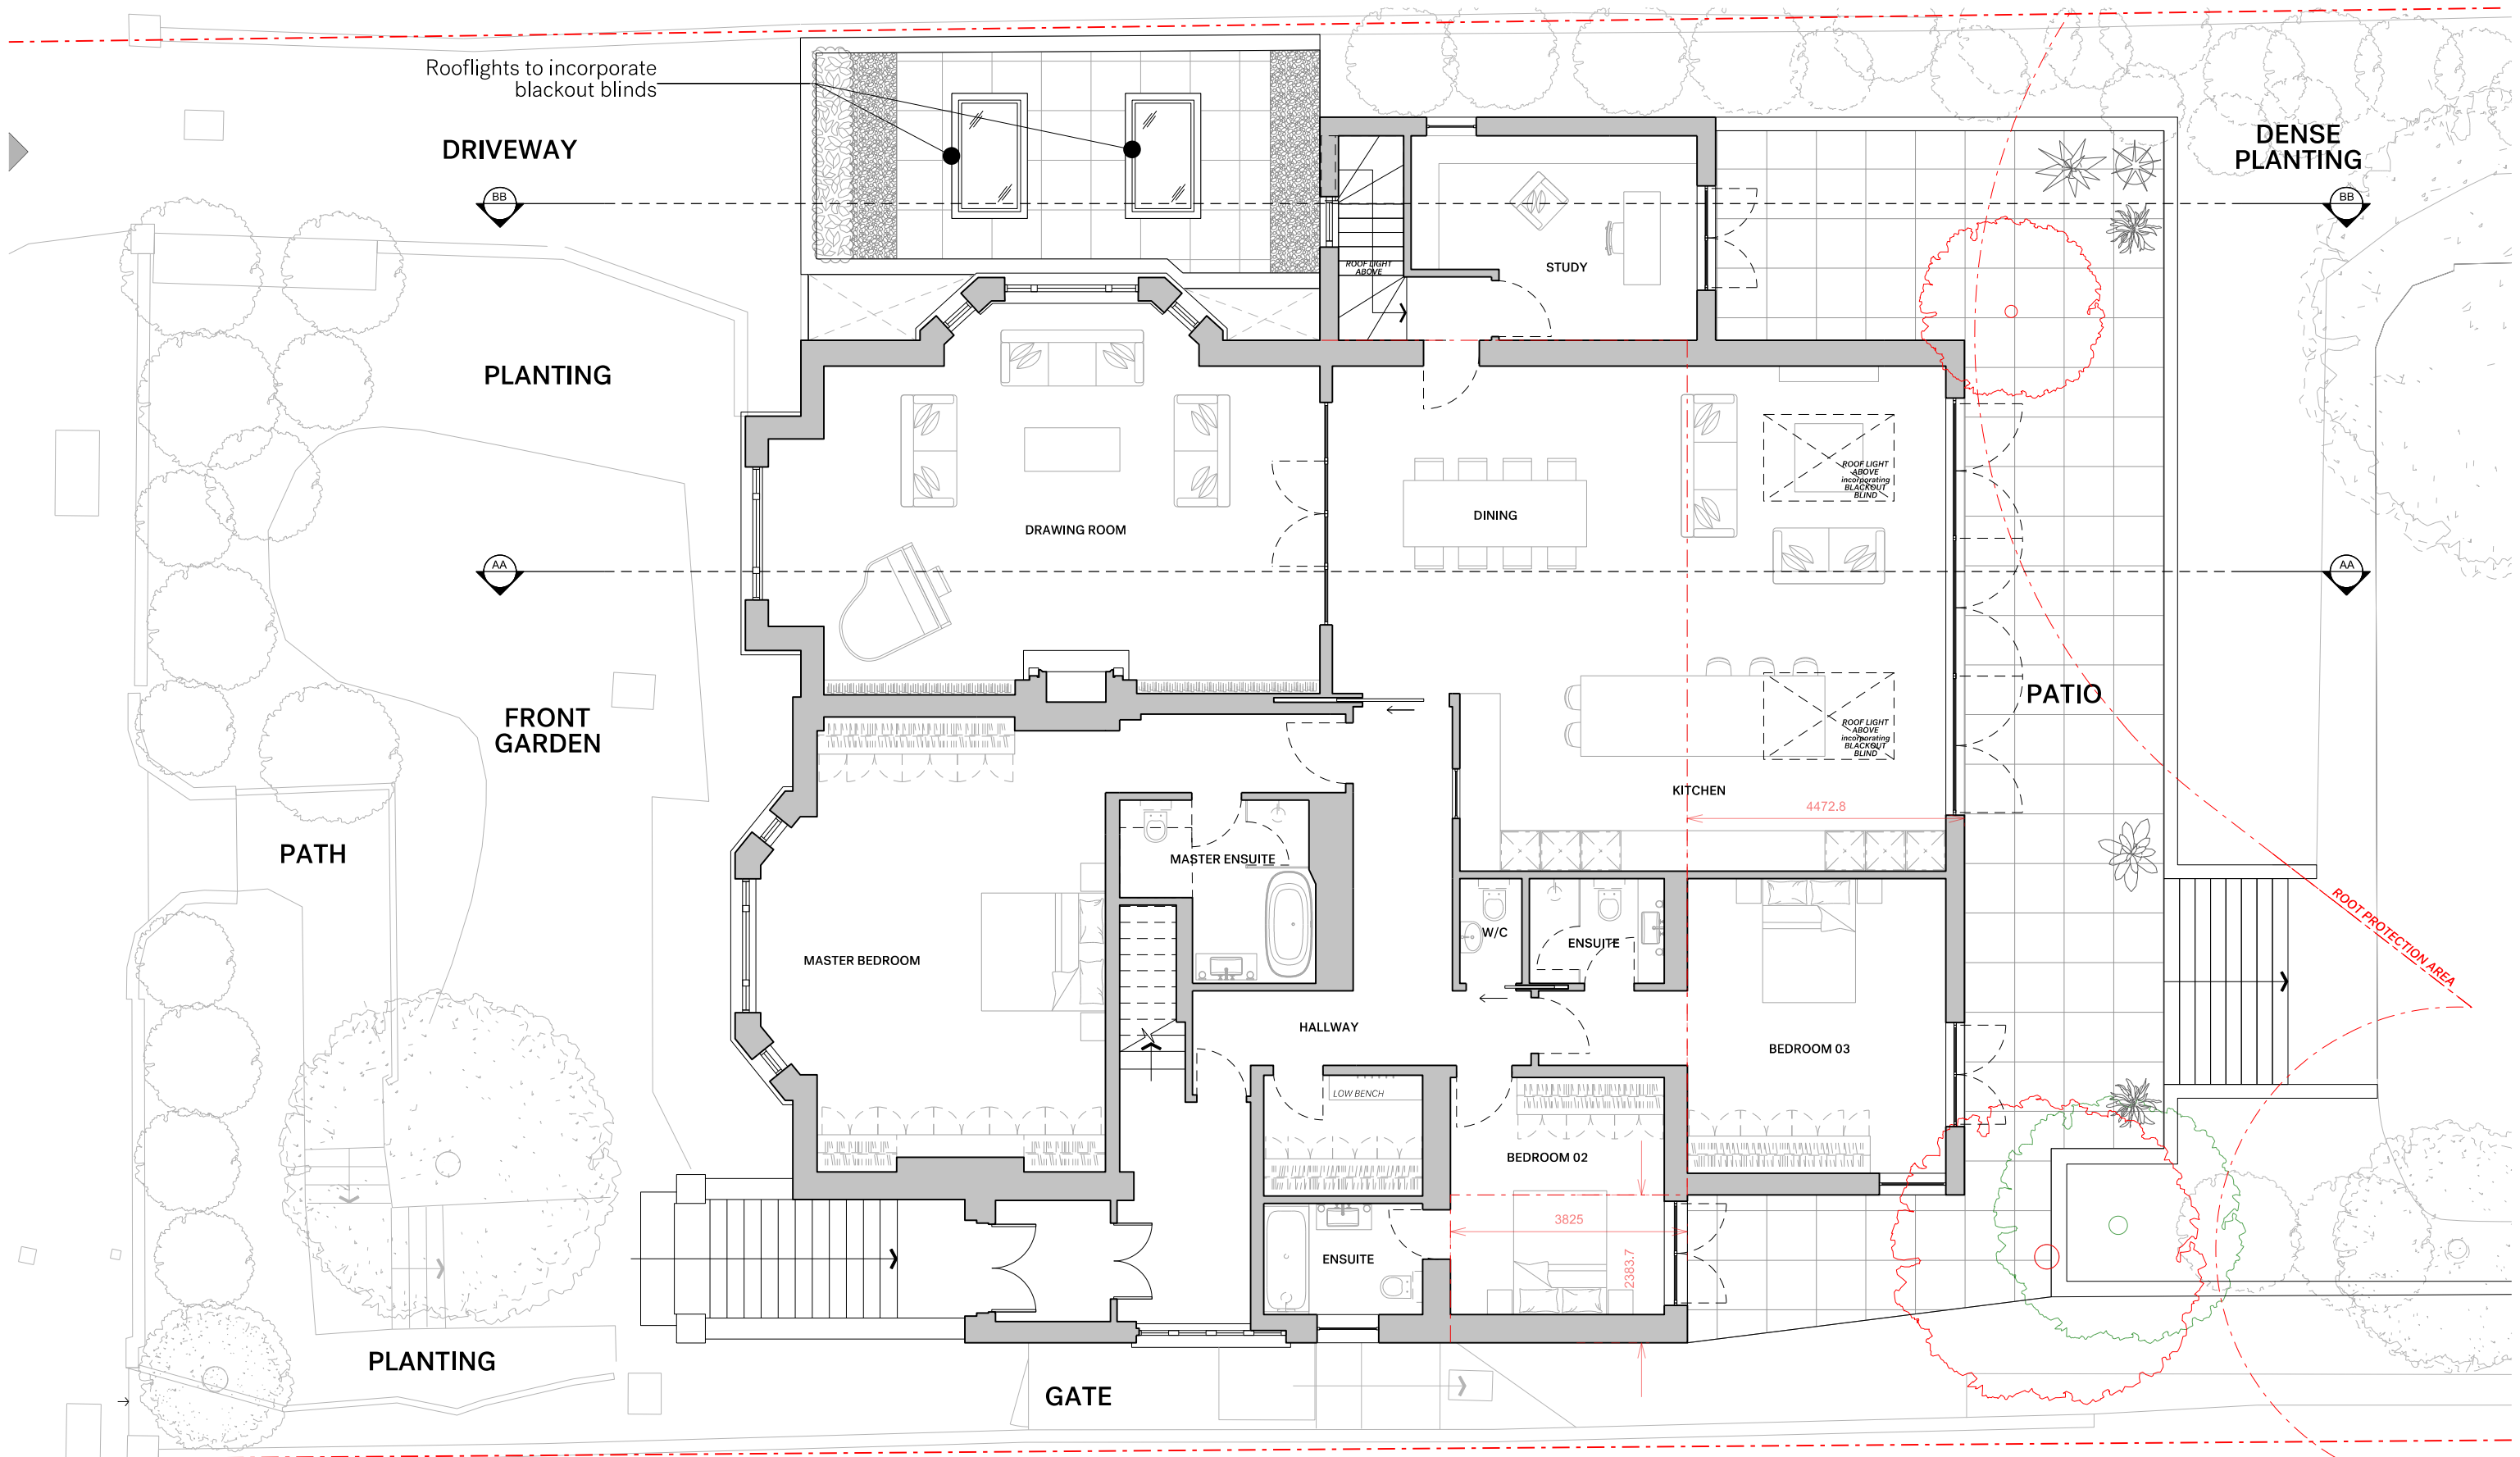 Rooflights to incorporate
blackout blinds
DRIVEWAY
DENSE
PLANTING
BB
BB
ROOF LIGHT
ABOVE
STUDY
PLANTING
ROOF LIGHT
ABOVE
incorporating
BLACKOUT
BLIND
DRAWING ROOM
DINING
AA
AA
PATIO
FRONT
GARDEN
ROOF LIGHT
ABOVE
incorporating
BLACKOUT
BLIND
KITCHEN
4472.8
PATH
MASTER ENSUITE
ROOT PROTECTION AREA
W/C
ENSUITE
MASTER BEDROOM
HALLWAY
BEDROOM 03
LOW BENCH
BEDROOM 02
3825
ENSUITE
2383.7
PLANTING
GATE